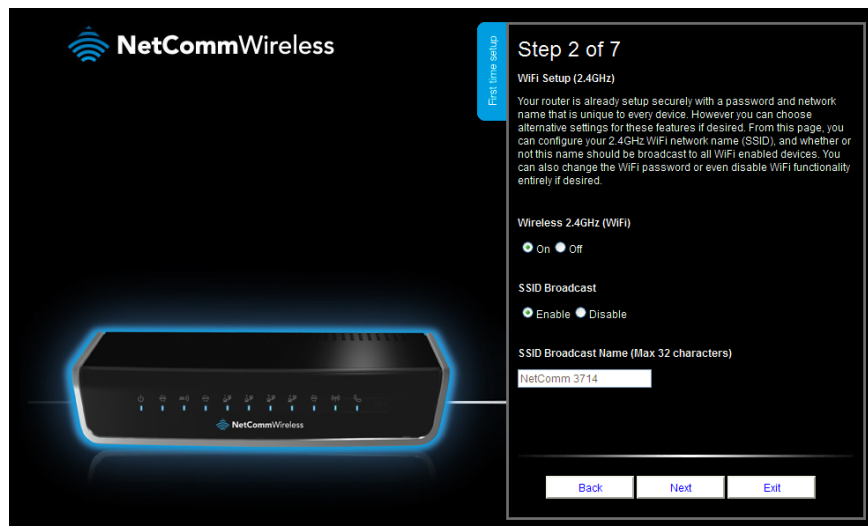 NetCommWireless
First time setup
Step 2 of 7
WiFi Setup (2.4GHz)
Your router is already setup securely with a password and network
name that is unique to every device. However you can choose
alternative settings for these features if desired. From this page, you
can configure your 2.4GHz WiFi network name (SSID), and whether or
not this name should be broadcast to all WiFi enabled devices. You
can also change the WiFi password or even disable WiFi functionality
entirely if desired.
Wireless 2.4GHz (WiFi)
On Off
SSID Broadcast
Enable Disable
SSID Broadcast Name (Max 32 characters)
NetComm 3714
NetCommWireless
Back Next Exit